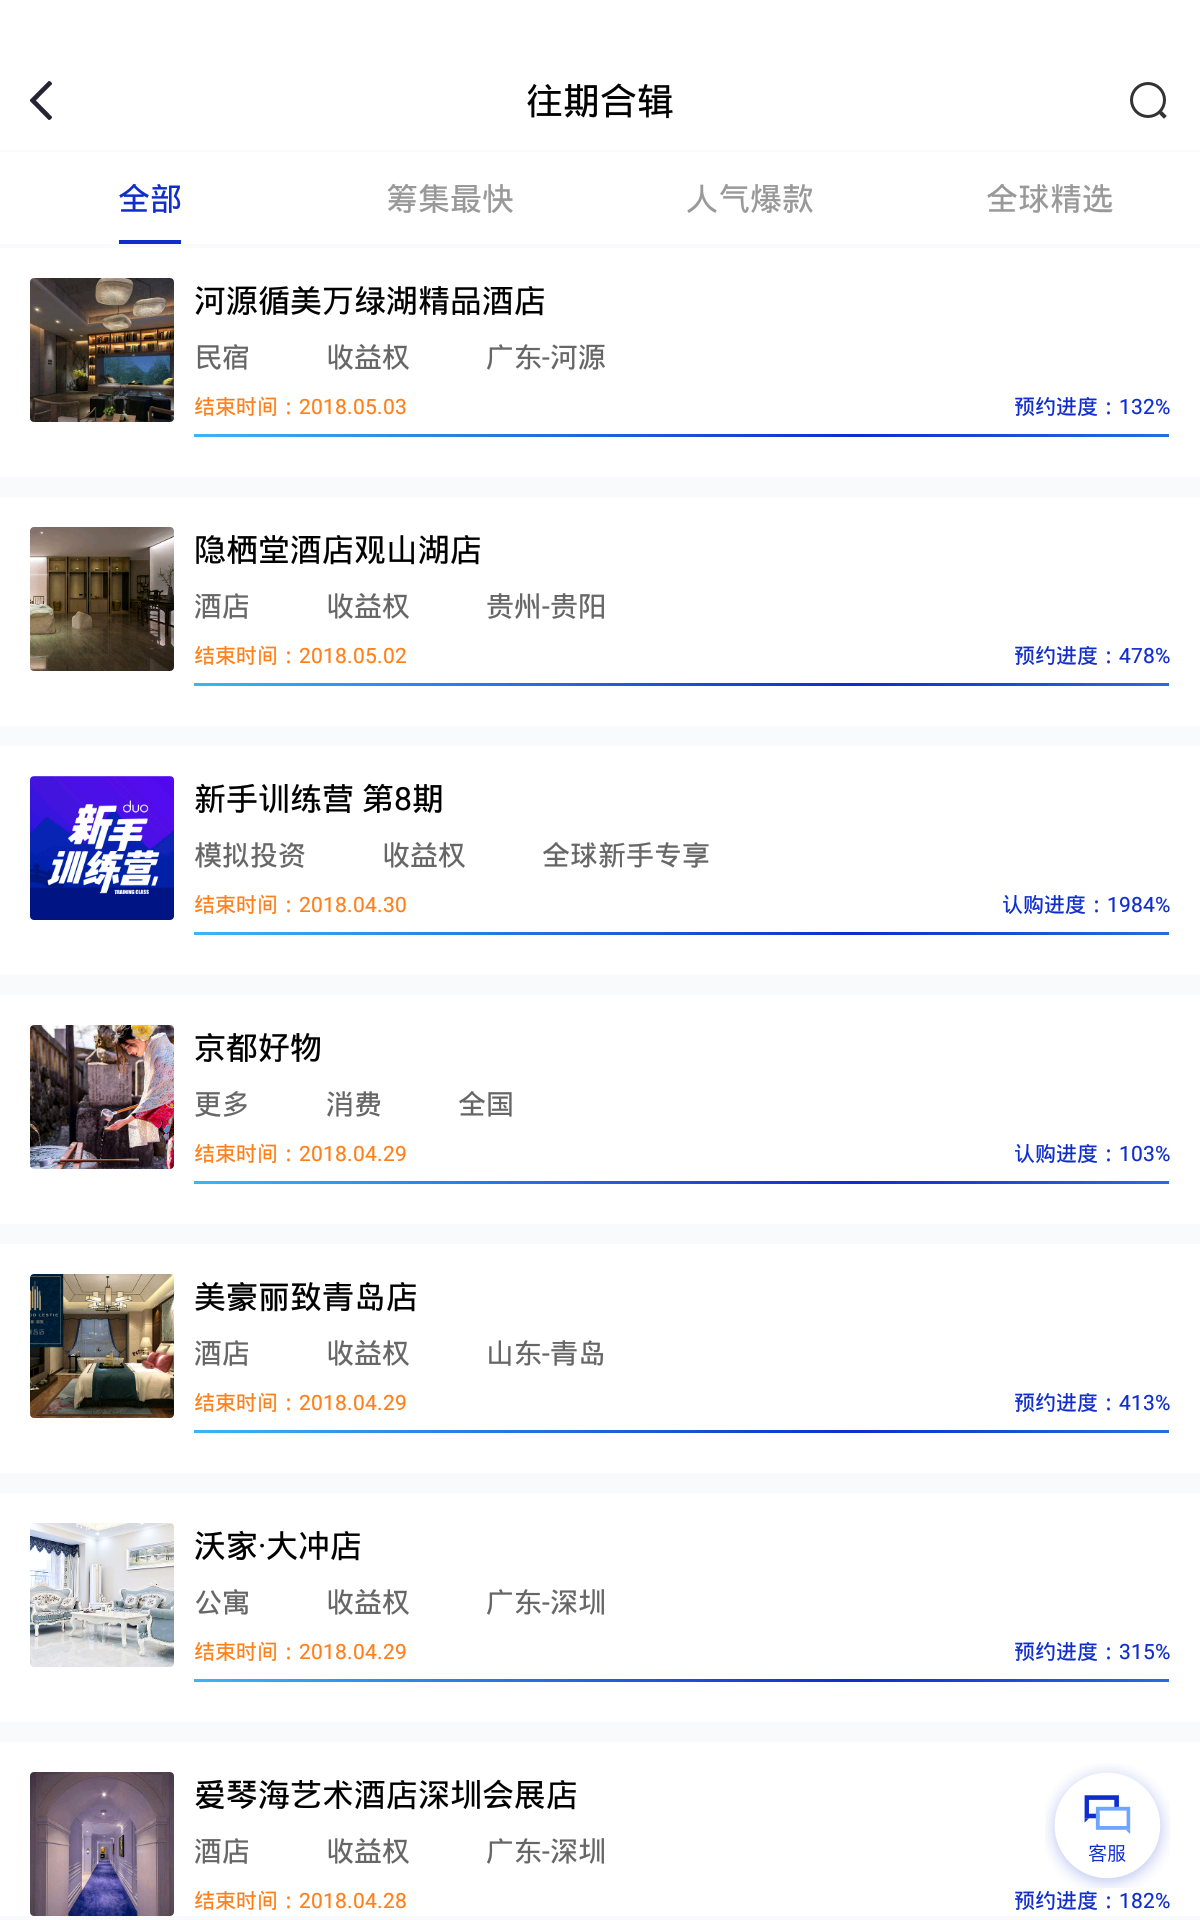 往期合辑
全部 筹集最快 人气爆款 全球精选
河源循美万绿湖精品酒店
民宿 收益权 广东-河源
结束时间：2018.05.03 预约进度：132%
隐栖堂酒店观山湖店
酒店 收益权 贵州-贵阳
结束时间：2018.05.02 预约进度：478%
duo
新手
训练营
TRAINING CLASS
新手训练营 第8期
模拟投资 收益权 全球新手专享
结束时间：2018.04.30 认购进度：1984%
京都好物
更多 消费 全国
结束时间：2018.04.29 认购进度：103%
美豪丽致青岛店
酒店 收益权 山东-青岛
结束时间：2018.04.29 预约进度：413%
沃家·大冲店
公寓 收益权 广东-深圳
结束时间：2018.04.29 预约进度：315%
爱琴海艺术酒店深圳会展店
酒店 收益权 广东-深圳
客服
结束时间：2018.04.28 预约进度：182%